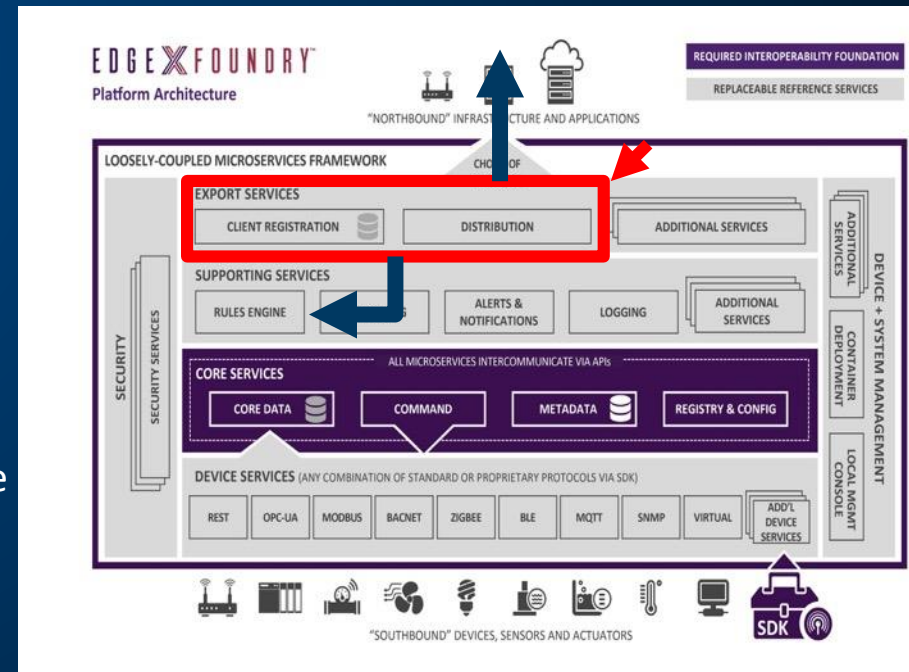 EDGE X FOUNDRY™
Platform Architecture
REQUIRED INTEROPERABILITY FOUNDATION
REPLACEABLE REFERENCE SERVICES
"NORTHBOUND" INFRASTRUCTURE AND APPLICATIONS
LOOSELY-COUPLED MICROSERVICES FRAMEWORK
OF
EXPORT SERVICES
CLIENT REGISTRATION
DISTRIBUTION
ADDITIONAL SERVICES
SUPPORTING SERVICES
RULES ENGINE
G
ALERTS &
NOTIFICATIONS
LOGGING
ADDITIONAL
SERVICES
ALL MICROSERVICES INTERCOMMUNICATE VIA APIs
CORE SERVICES
CORE DATA
COMMAND
METADATA
REGISTRY & CONFIG
DEVICE SERVICES (ANY COMBINATION OF STANDARD OR PROPRIETARY PROTOCOLS VIA SDK)
REST
OPC-UA
MODBUS
BACNET
ZIGBEE
BLE
MQTT
SNMP
VIRTUAL
ADD'L
DEVICE
SERVICES
SECURITY
SECURITY SERVICES
ADDITIONAL
SERVICES
CONTAINER
DEPLOYMENT
LOCAL MGMT
CONSOLE
DEVICE + SYSTEM MANAGEMENT
SDK
"SOUTHBOUND" DEVICES, SENSORS AND ACTUATORS
e